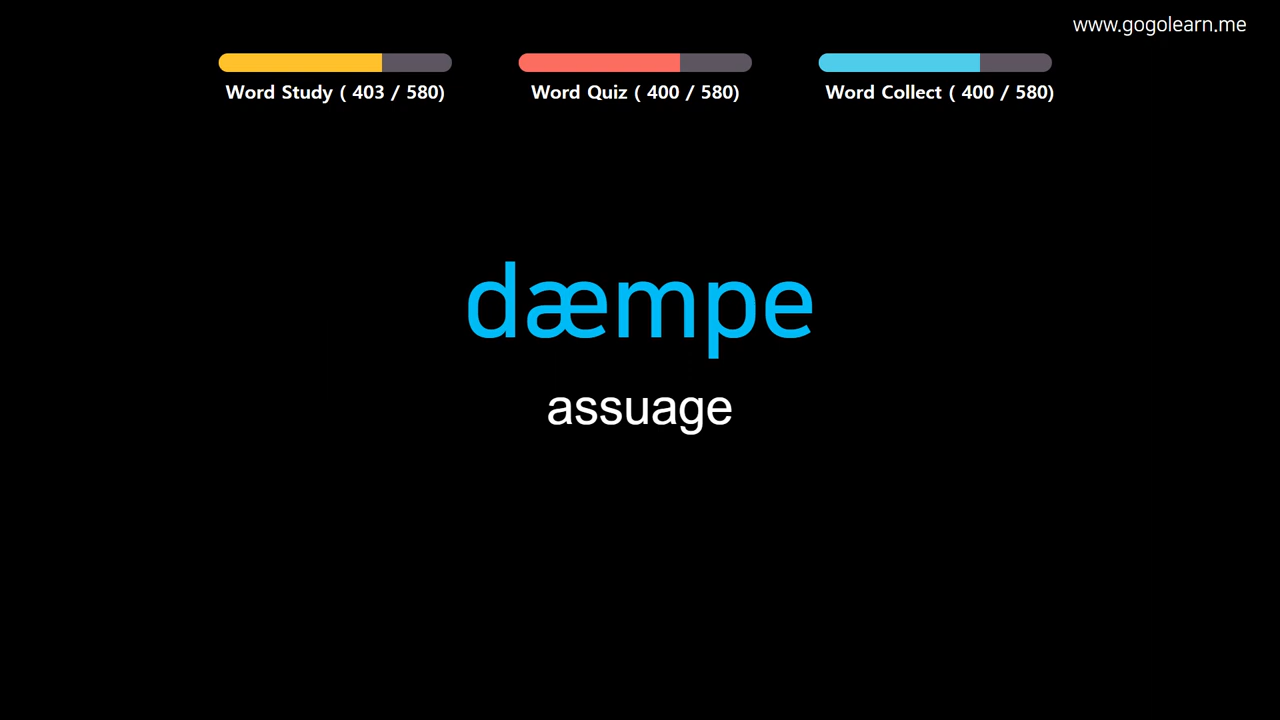 www.gogolearn.me
Word Study ( 403 / 580)
Word Quiz ( 400 / 580)
Word Collect ( 400 / 580)
dæmpe
assuage